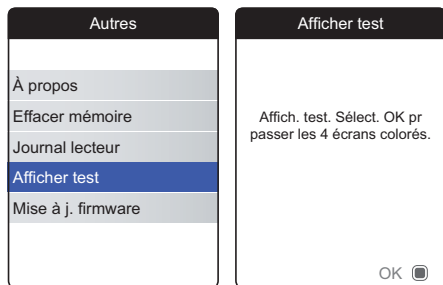 Autres
À propos
Effacer mémoire
Journal lecteur
Afficher test
Mise à j. firmware
Afficher test
Affich. test. Sélect. OK pr
passer les 4 écrans colorés.
OK